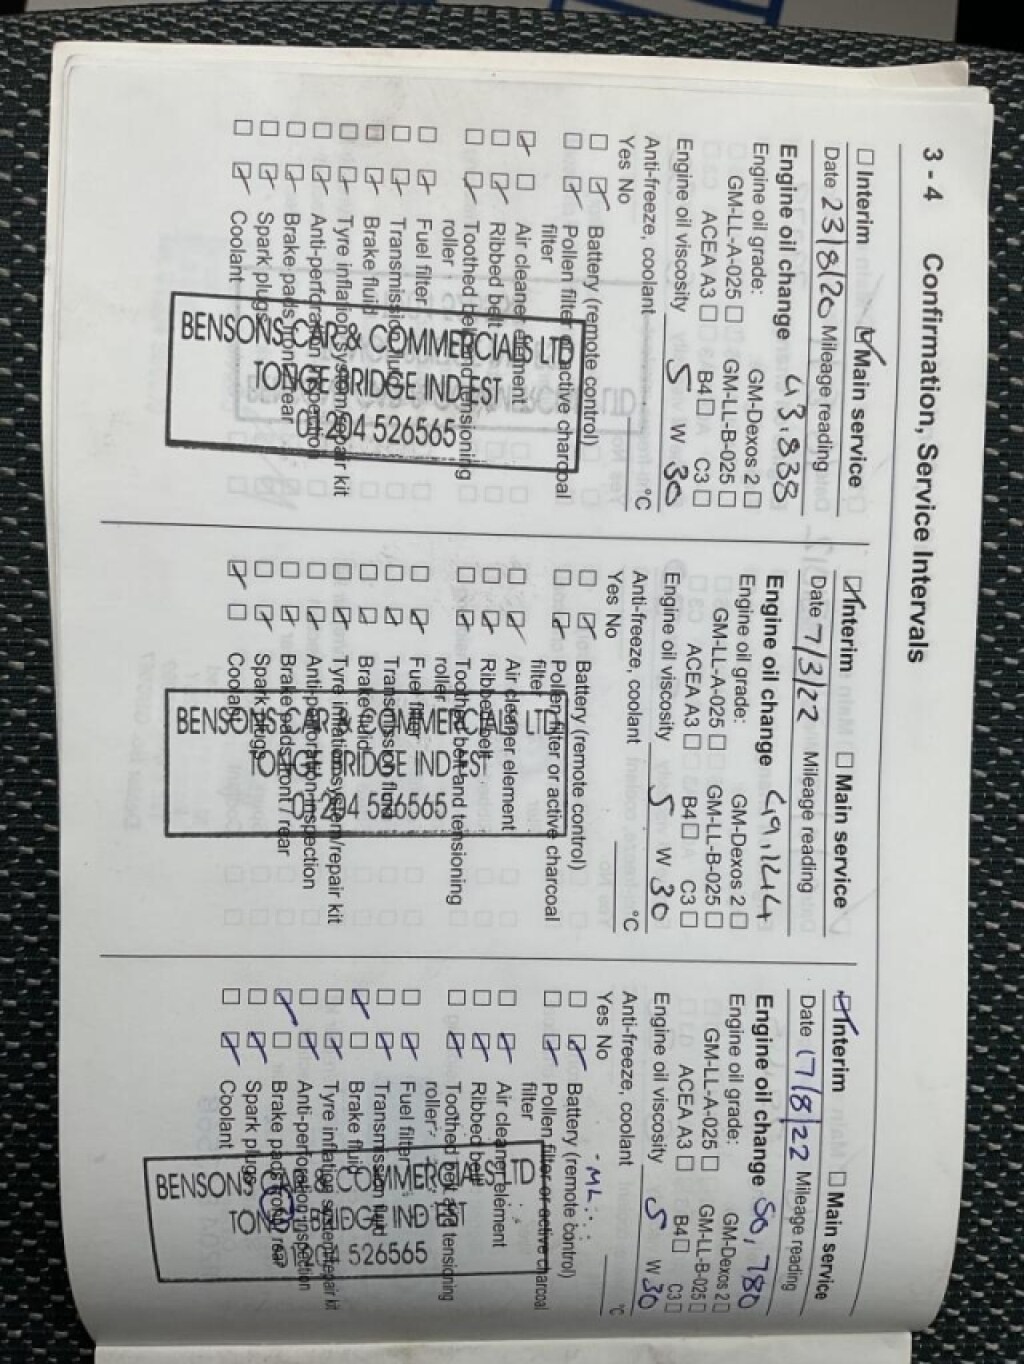 3 - 4 Confirmation, Service Intervals
☐ Interim ☑ Main service
Date 23/8/20 Mileage reading
Engine oil change 43.838
Engine oil grade: GM-Dexos 2 ☐
GM-LL-A-025 ☐ GM-LL-B-025 ☐
ACEA A3 ☐ B4 ☐ C3 ☐
Engine oil viscosity 5 W 30
Anti-freeze, coolant °C
Yes No
☐ ☑ Battery (remote control)
☐ ☑ Pollen filter or active charcoal
filter
☑ ☐ Air cleaner element
☐ ☑ Ribbed belt
☐ ☑ Toothed belt and tensioning
roller
☐ ☑ Fuel filter
☐ ☑ Transmission fluid
☐ ☑ Brake fluid
☐ ☑ Tyre inflation system/repair kit
☐ ☑ Anti-perforation inspection
☐ ☑ Brake pads front / rear
☐ ☑ Spark plugs
☐ ☑ Coolant
BENSONS CAR & COMMERCIALS LTD
TONGE BRIDGE IND EST
01204 526565
☑ Interim ☐ Main service
Date 7/3/22 Mileage reading
Engine oil change 49,1244
Engine oil grade: GM-Dexos 2 ☐
GM-LL-A-025 ☐ GM-LL-B-025 ☐
ACEA A3 ☐ B4 ☐ C3 ☐
Engine oil viscosity 5 W 30
Anti-freeze, coolant °C
Yes No
☐ ☑ Battery (remote control)
☐ ☑ Pollen filter or active charcoal
filter
☐ ☑ Air cleaner element
☐ ☑ Ribbed belt
☐ ☑ Toothed belt and tensioning
roller
☐ ☑ Fuel filter
☐ ☑ Transmission fluid
☐ ☑ Brake fluid
☐ ☑ Tyre inflation system/repair kit
☐ ☑ Anti-perforation inspection
☐ ☑ Brake pads front / rear
☐ ☑ Spark plugs
☑ ☐ Coolant
BENSONS CAR & COMMERCIALS LTD
TONGE BRIDGE IND EST
01204 526565
☑ Interim ☐ Main service
Date 17/8/22 Mileage reading
Engine oil change 50,780
Engine oil grade: GM-Dexos 2 ☐
GM-LL-A-025 ☐ GM-LL-B-025 ☐
ACEA A3 ☐ B4 ☐ C3 ☐
Engine oil viscosity 5 W 30
Anti-freeze, coolant °C
Yes No - ML
☐ ☑ Battery (remote control)
☐ ☑ Pollen filter or active charcoal
filter
☐ ☑ Air cleaner element
☐ ☑ Ribbed belt
☐ ☑ Toothed belt and tensioning
roller
☐ ☑ Fuel filter
☐ ☑ Transmission fluid
☑ ☐ Brake fluid
☐ ☑ Tyre inflation system/repair kit
☐ ☑ Anti-perforation inspection
☑ ☐ Brake pads front / rear
☐ ☑ Spark plugs
☐ ☑ Coolant
BENSONS CAR & COMMERCIALS LTD
TONGE BRIDGE IND EST
01204 526565